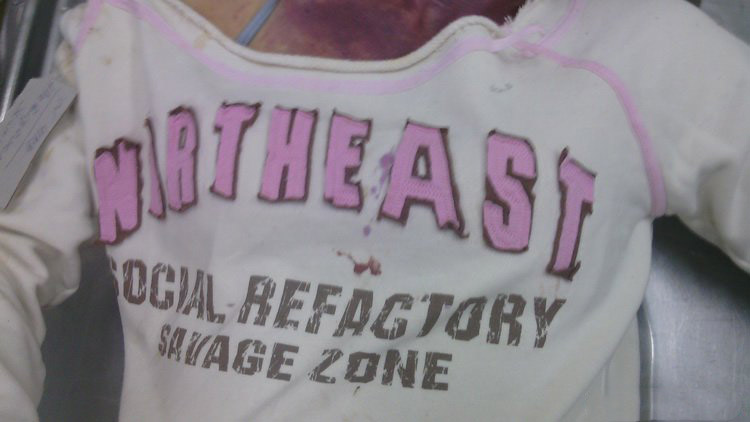 NORTHEAST
SOCIAL REFACTORY
SAVAGE ZONE